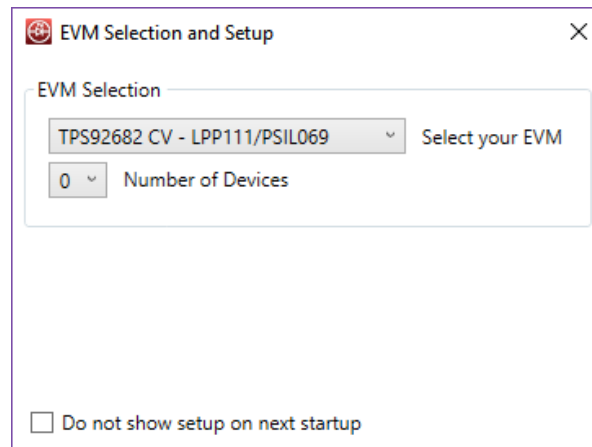 EVM Selection and Setup
EVM Selection
TPS92682 CV - LPP111/PSIL069 Select your EVM
0 Number of Devices
Do not show setup on next startup